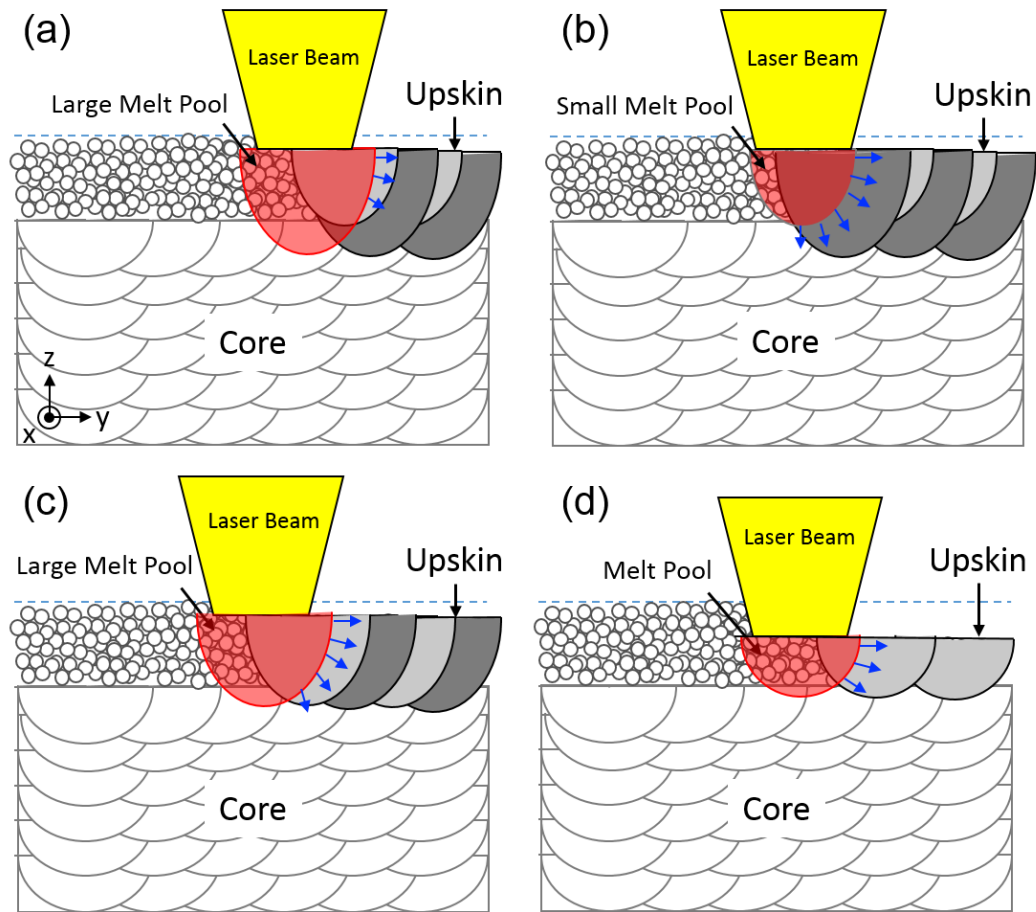 (a)
Laser Beam
Large Melt Pool
Upskin
Core
z
x
y
(b)
Laser Beam
Small Melt Pool
Upskin
Core
(c)
Laser Beam
Large Melt Pool
Upskin
Core
(d)
Laser Beam
Melt Pool
Upskin
Core